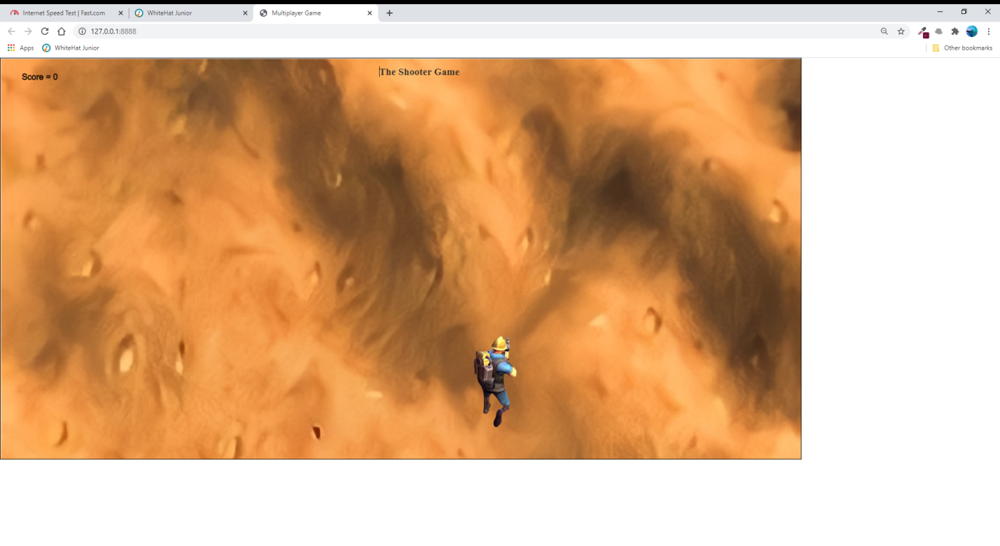 Internet Speed Test | Fast.com
WhiteHat Junior
Multiplayer Game
127.0.0.1:8888
Apps
WhiteHat Junior
Other bookmarks
Score = 0
The Shooter Game